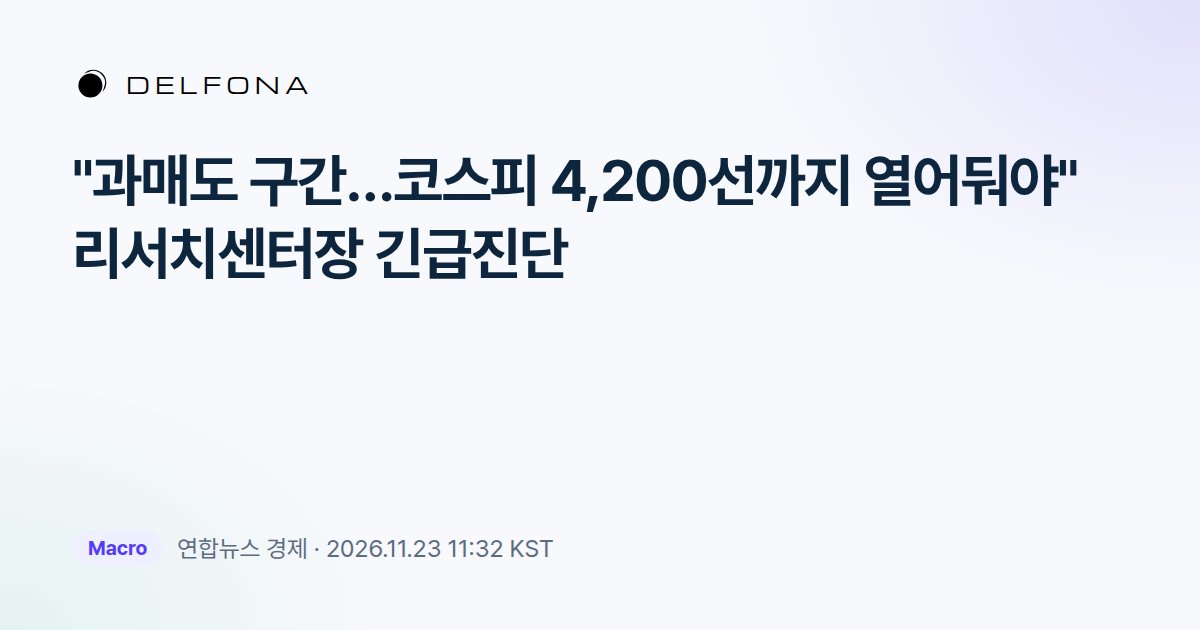 DELFONA
"과매도 구간…코스피 4,200선까지 열어둬야"
리서치센터장 긴급진단
Macro 연합뉴스 경제 · 2026.11.23 11:32 KST